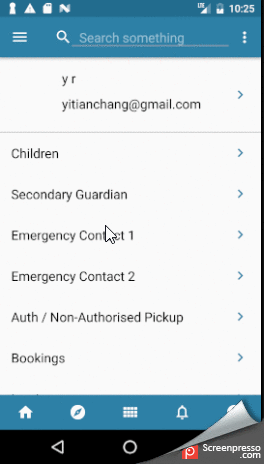 LTE 10:25
Search something
y r
yitianchang@gmail.com
Children
Secondary Guardian
Emergency Contact 1
Emergency Contact 2
Auth / Non-Authorised Pickup
Bookings
Screenpresso
.com